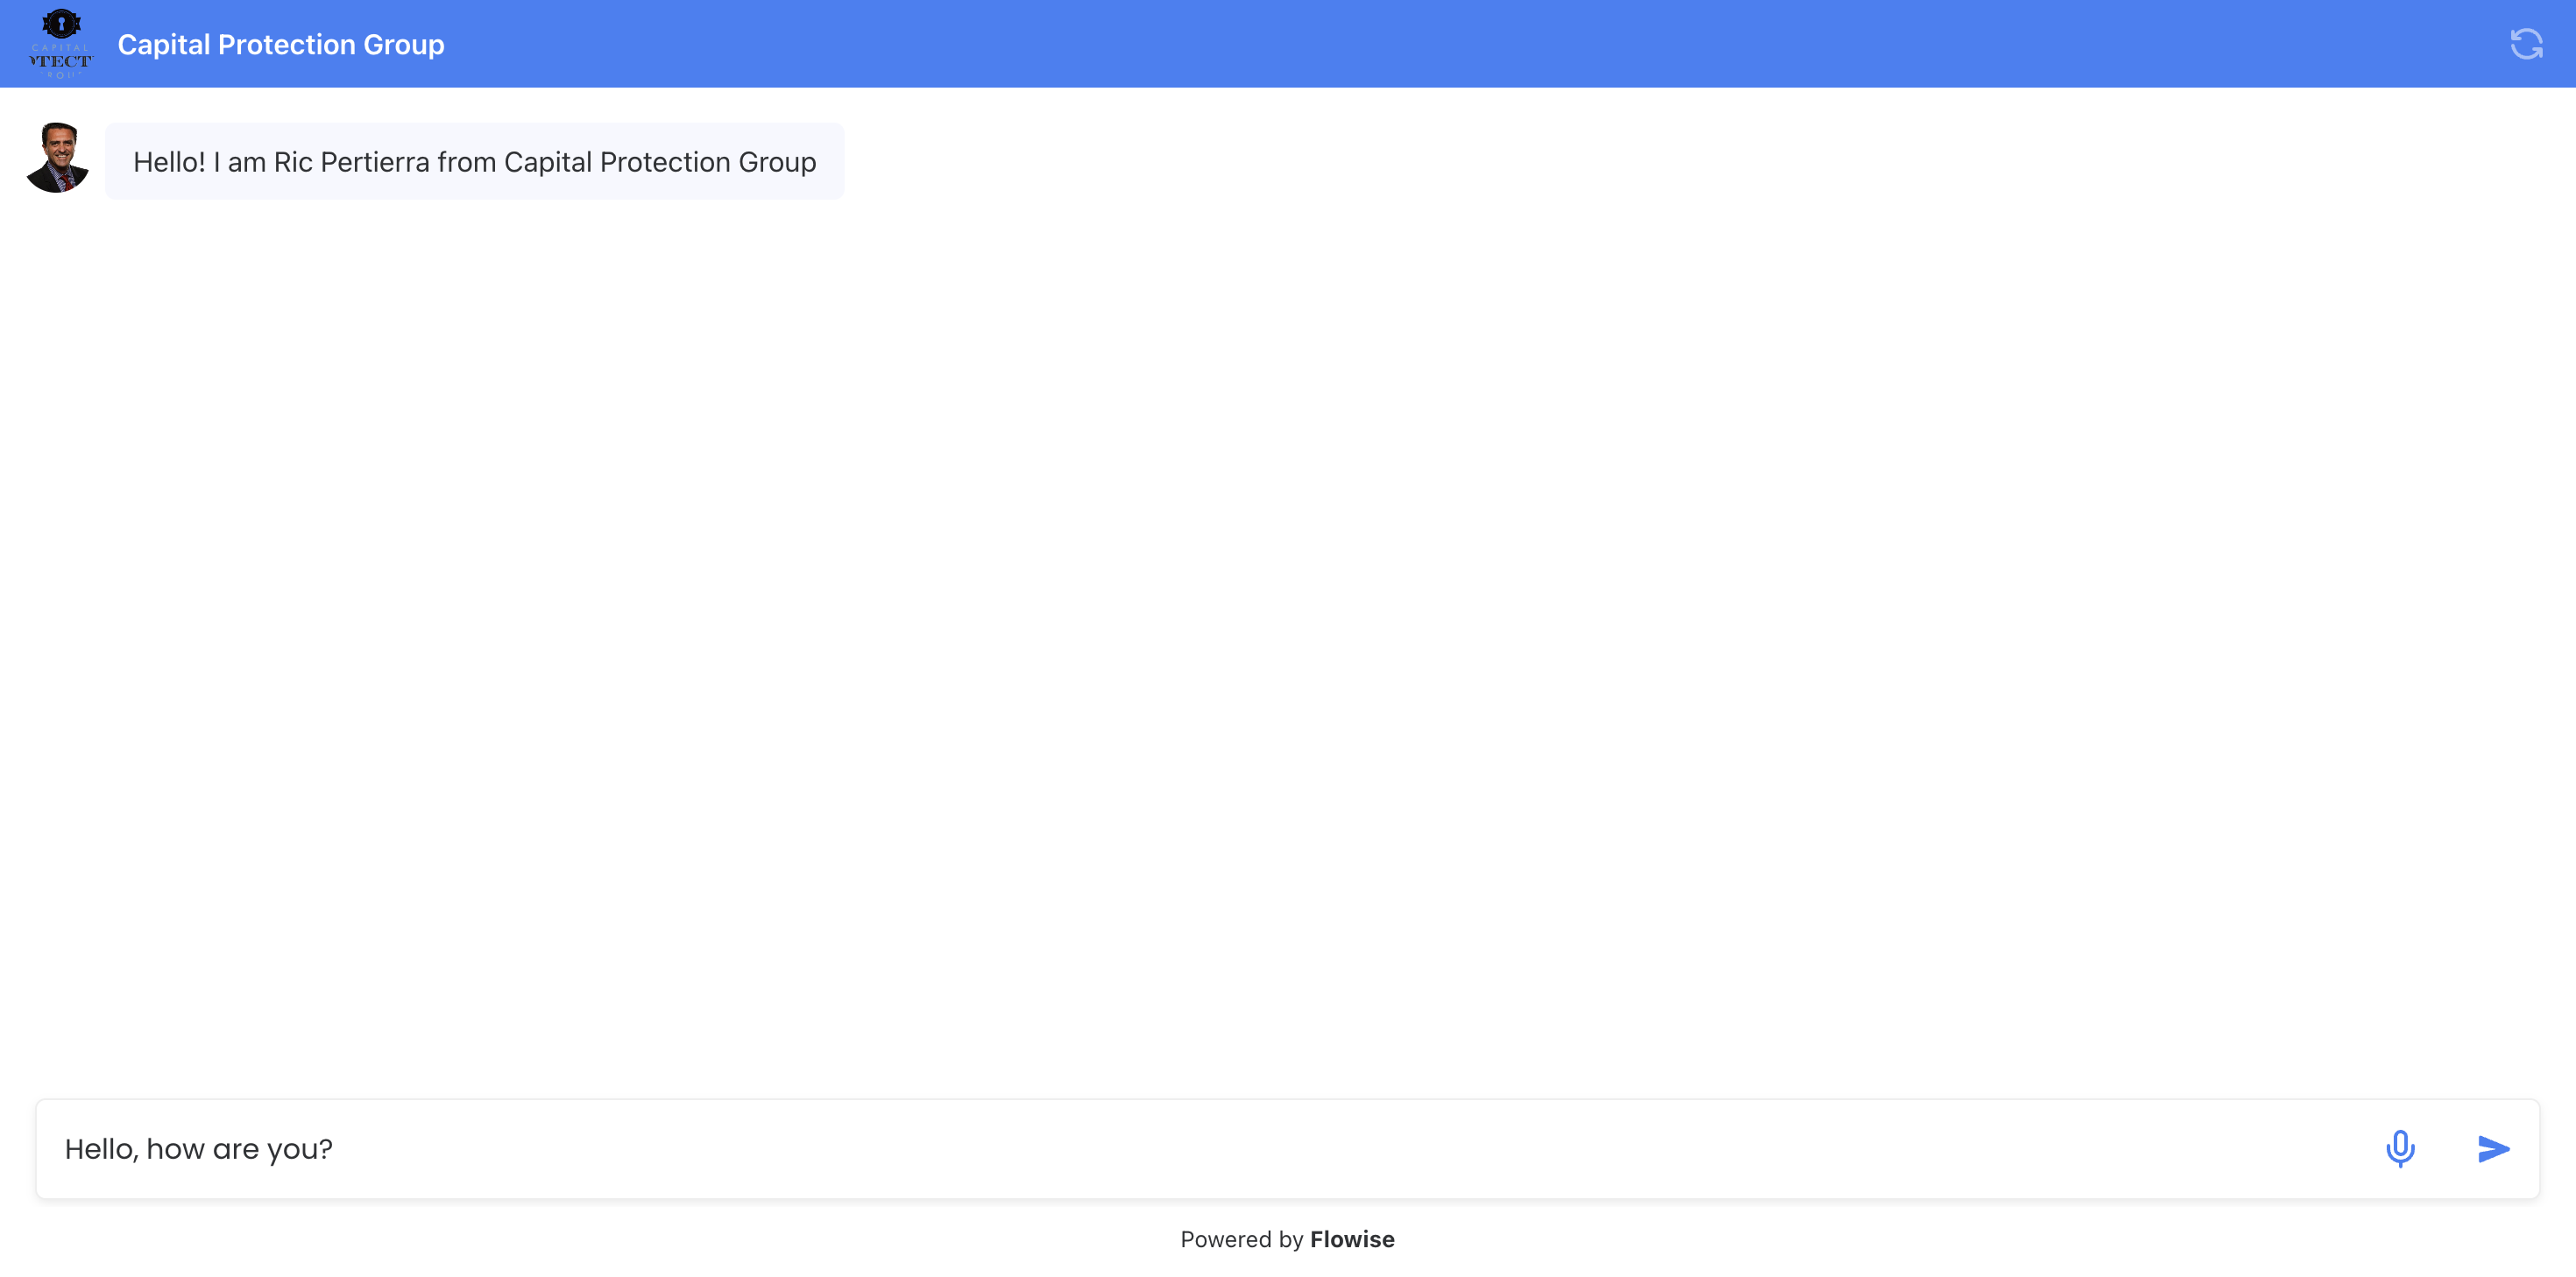 CAPITAL
TECT
Capital Protection Group
Hello! I am Ric Pertierra from Capital Protection Group
Hello, how are you?
Powered by Flowise